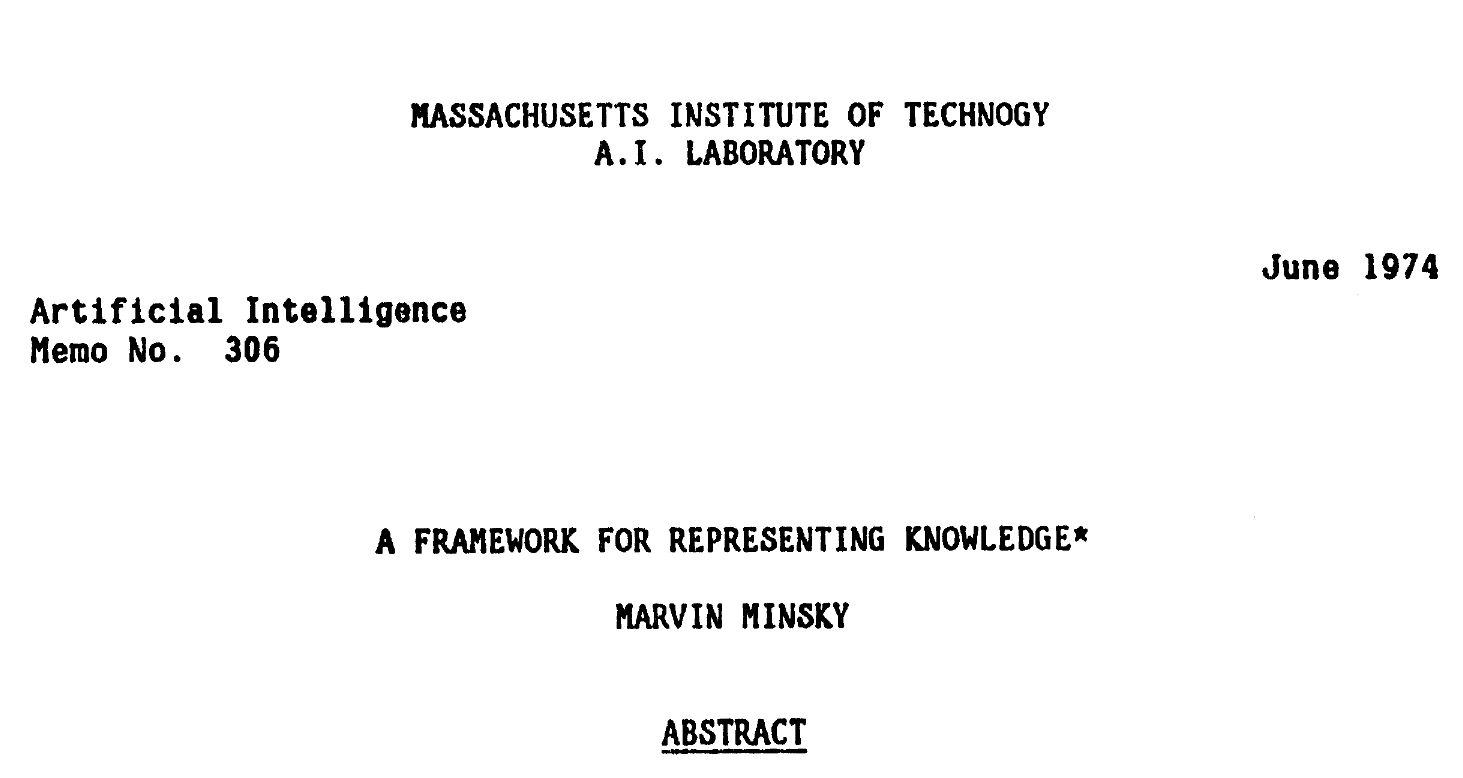 MASSACHUSETTS INSTITUTE OF TECHNOGY
A.I. LABORATORY
June 1974
Artificial Intelligence
Memo No. 306
A FRAMEWORK FOR REPRESENTING KNOWLEDGE*
MARVIN MINSKY
ABSTRACT